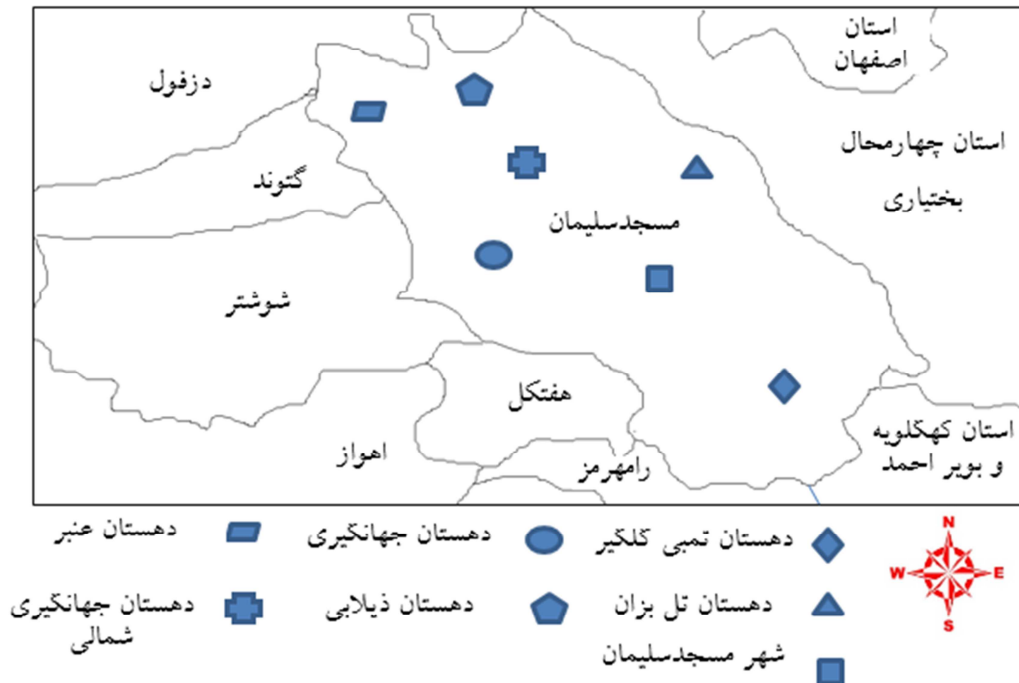 استان
اصفهان
دزفول
استان چهارمحال
بختیاری
گتوند
مسجدسلیمان
شوشتر
هفتکل
استان کهگلویه
و بویر احمد
رامهرمز
اهواز
دهستان تمبی گلگیر
دهستان جهانگیری
دهستان عنبر
دهستان تل بزان
دهستان ذیلابی
دهستان جهانگیری
شمالی
شهر مسجدسلیمان
N
W
E
S